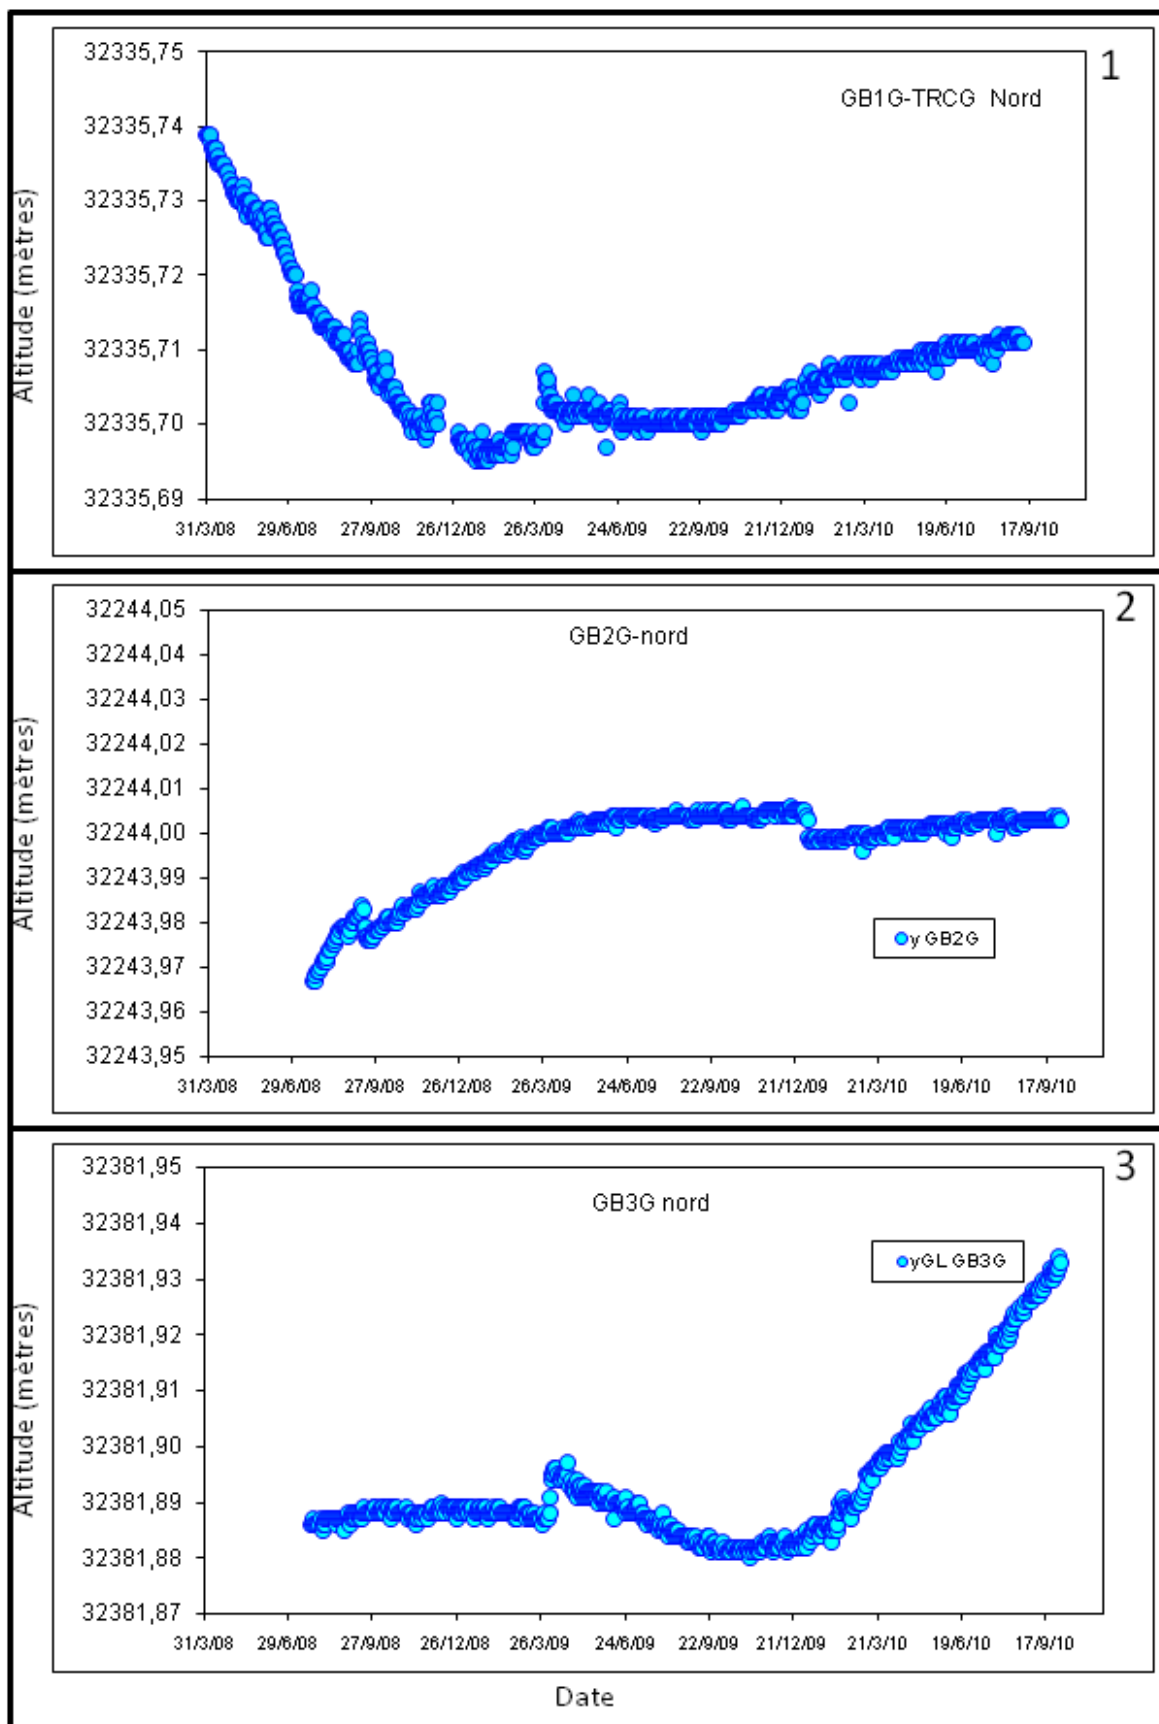 1
GB1G-TRCG Nord
Altitude (mètres)
32335,75
32335,74
32335,73
32335,72
32335,71
32335,70
32335,69
31/3/08 29/6/08 27/9/08 26/12/08 26/3/09 24/6/09 22/9/09 21/12/09 21/3/10 19/6/10 17/9/10
2
GB2G-nord
Altitude (mètres)
32244,05
32244,04
32244,03
32244,02
32244,01
32244,00
32243,99
32243,98
32243,97
32243,96
32243,95
y GB2G
31/3/08 29/6/08 27/9/08 26/12/08 26/3/09 24/6/09 22/9/09 21/12/09 21/3/10 19/6/10 17/9/10
3
GB3G nord
yGL GB3G
Altitude (mètres)
32381,95
32381,94
32381,93
32381,92
32381,91
32381,90
32381,89
32381,88
32381,87
31/3/08 29/6/08 27/9/08 26/12/08 26/3/09 24/6/09 22/9/09 21/12/09 21/3/10 19/6/10 17/9/10
Date